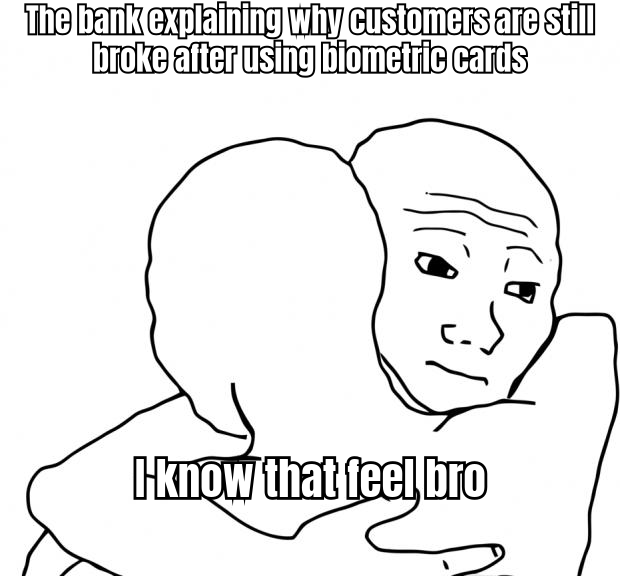 The bank explaining why customers are still
broke after using biometric cards
I know that feel bro